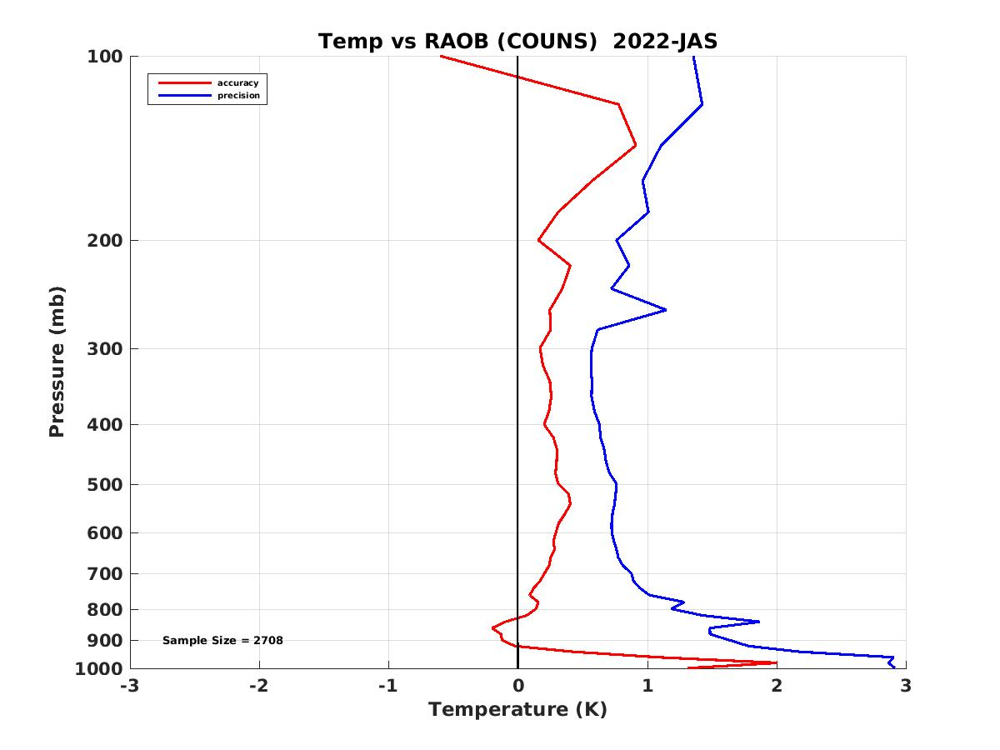 Temp vs RAOB (COUNS)  2022-JAS
accuracy
precision
100
200
300
400
500
600
700
800
900
1000
Pressure (mb)
Sample Size = 2708
-3 -2 -1 0 1 2 3
Temperature (K)